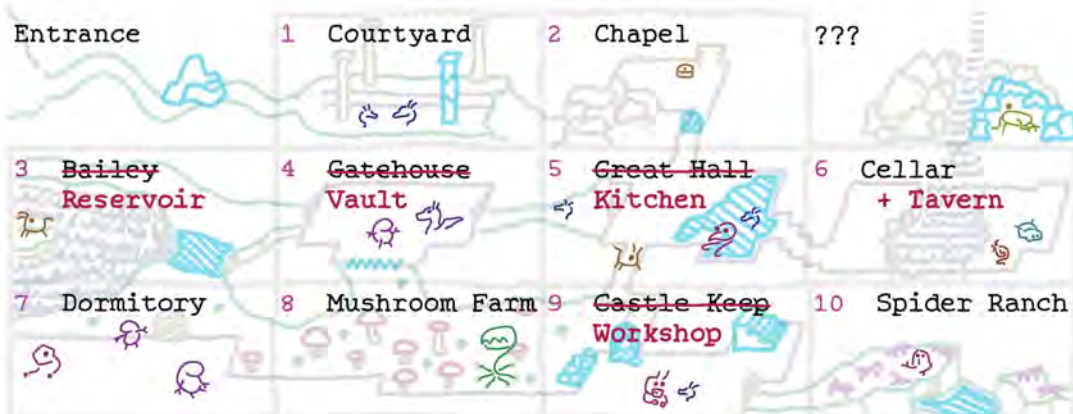 Entrance
1 Courtyard
2 Chapel
???
3 Bailey
Reservoir
4 Gatehouse
Vault
5 Great Hall
Kitchen
6 Cellar
+ Tavern
7 Dormitory
8 Mushroom Farm
9 Castle Keep
Workshop
10 Spider Ranch